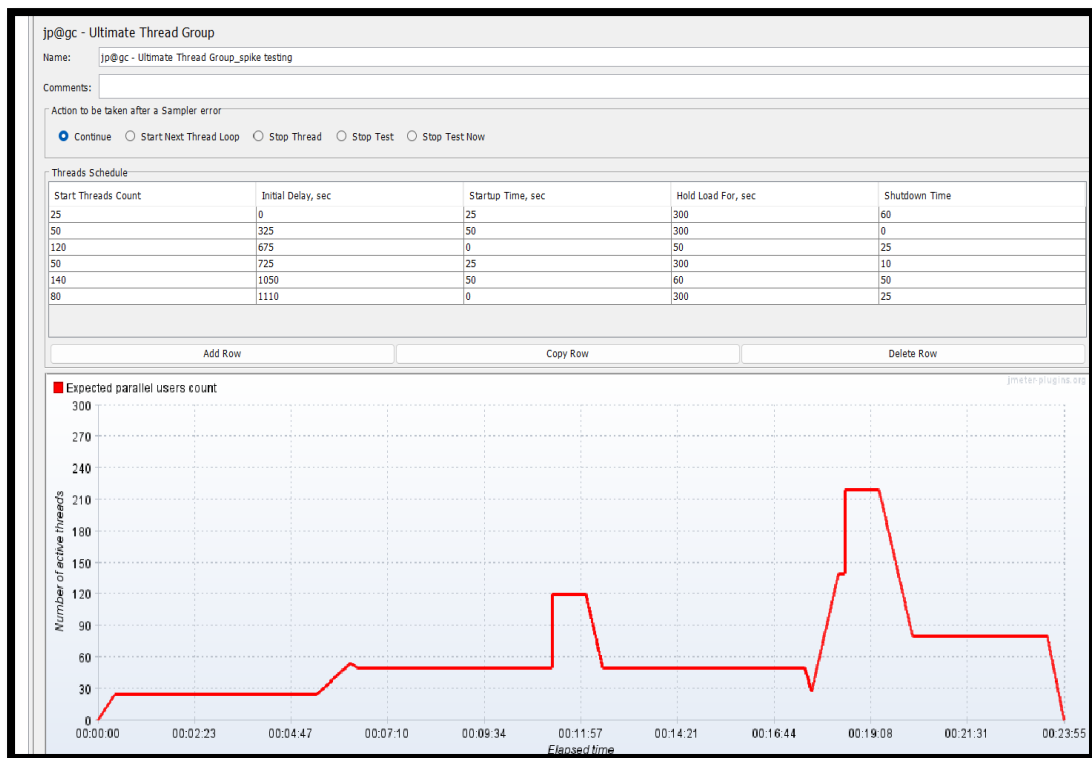 jp@gc - Ultimate Thread Group
Name: jp@gc - Ultimate Thread Group_spike testing
Comments:
Action to be taken after a Sampler error
Continue Start Next Thread Loop Stop Thread Stop Test Stop Test Now
Threads Schedule
Start Threads Count Initial Delay, sec Startup Time, sec Hold Load For, sec Shutdown Time
25 0 25 300 60
50 325 50 300 0
120 675 0 50 25
50 725 25 300 10
140 1050 50 60 50
80 1110 0 300 25
Add Row Copy Row Delete Row
Expected parallel users count
jmeter-plugins.org
300
270
240
210
180
150
120
90
60
30
0
Number of active threads
00:00:00 00:02:23 00:04:47 00:07:10 00:09:34 00:11:57 00:14:21 00:16:44 00:19:08 00:21:31 00:23:55
Elapsed time